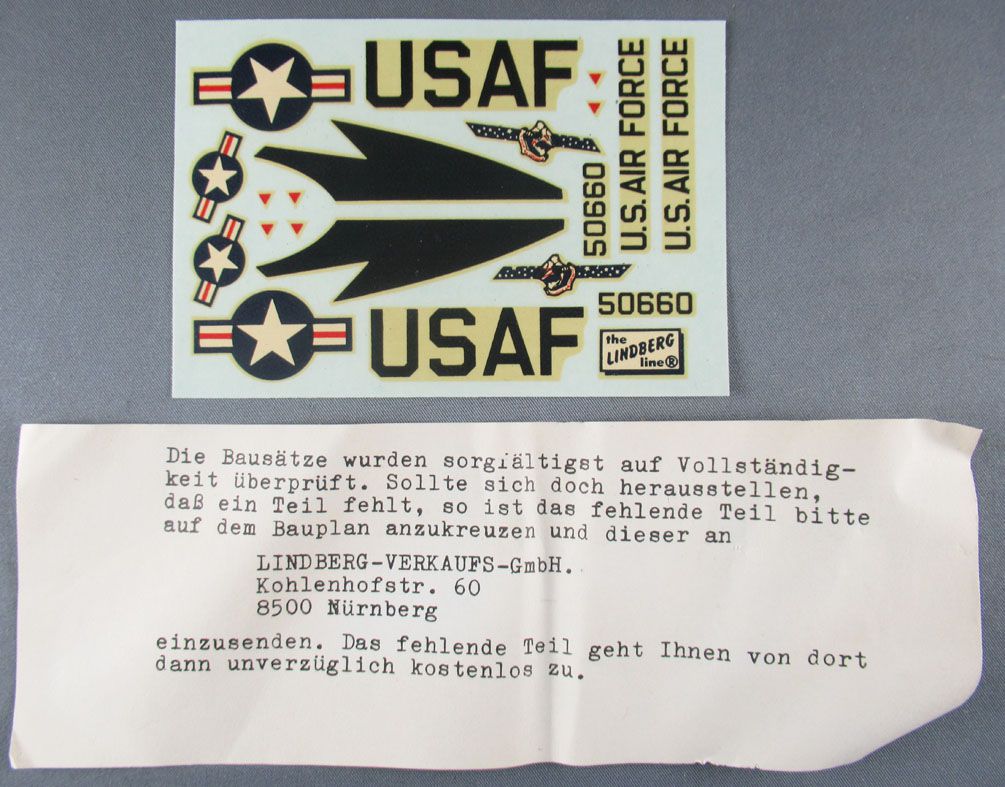 USAF
U.S. AIR FORCE
U.S. AIR FORCE
50660
50660
USAF
the
LINDBERG
line®
Die Bausätze wurden sorgfältigst auf Vollständig-
keit überprüft. Sollte sich doch herausstellen,
daß ein Teil fehlt, so ist das fehlende Teil bitte
auf dem Bauplan anzukreuzen und dieser an
LINDBERG-VERKAUFS-GmbH.
Kohlenhofstr. 60
8500 Nürnberg
einzusenden. Das fehlende Teil geht Ihnen von dort
dann unverzüglich kostenlos zu.